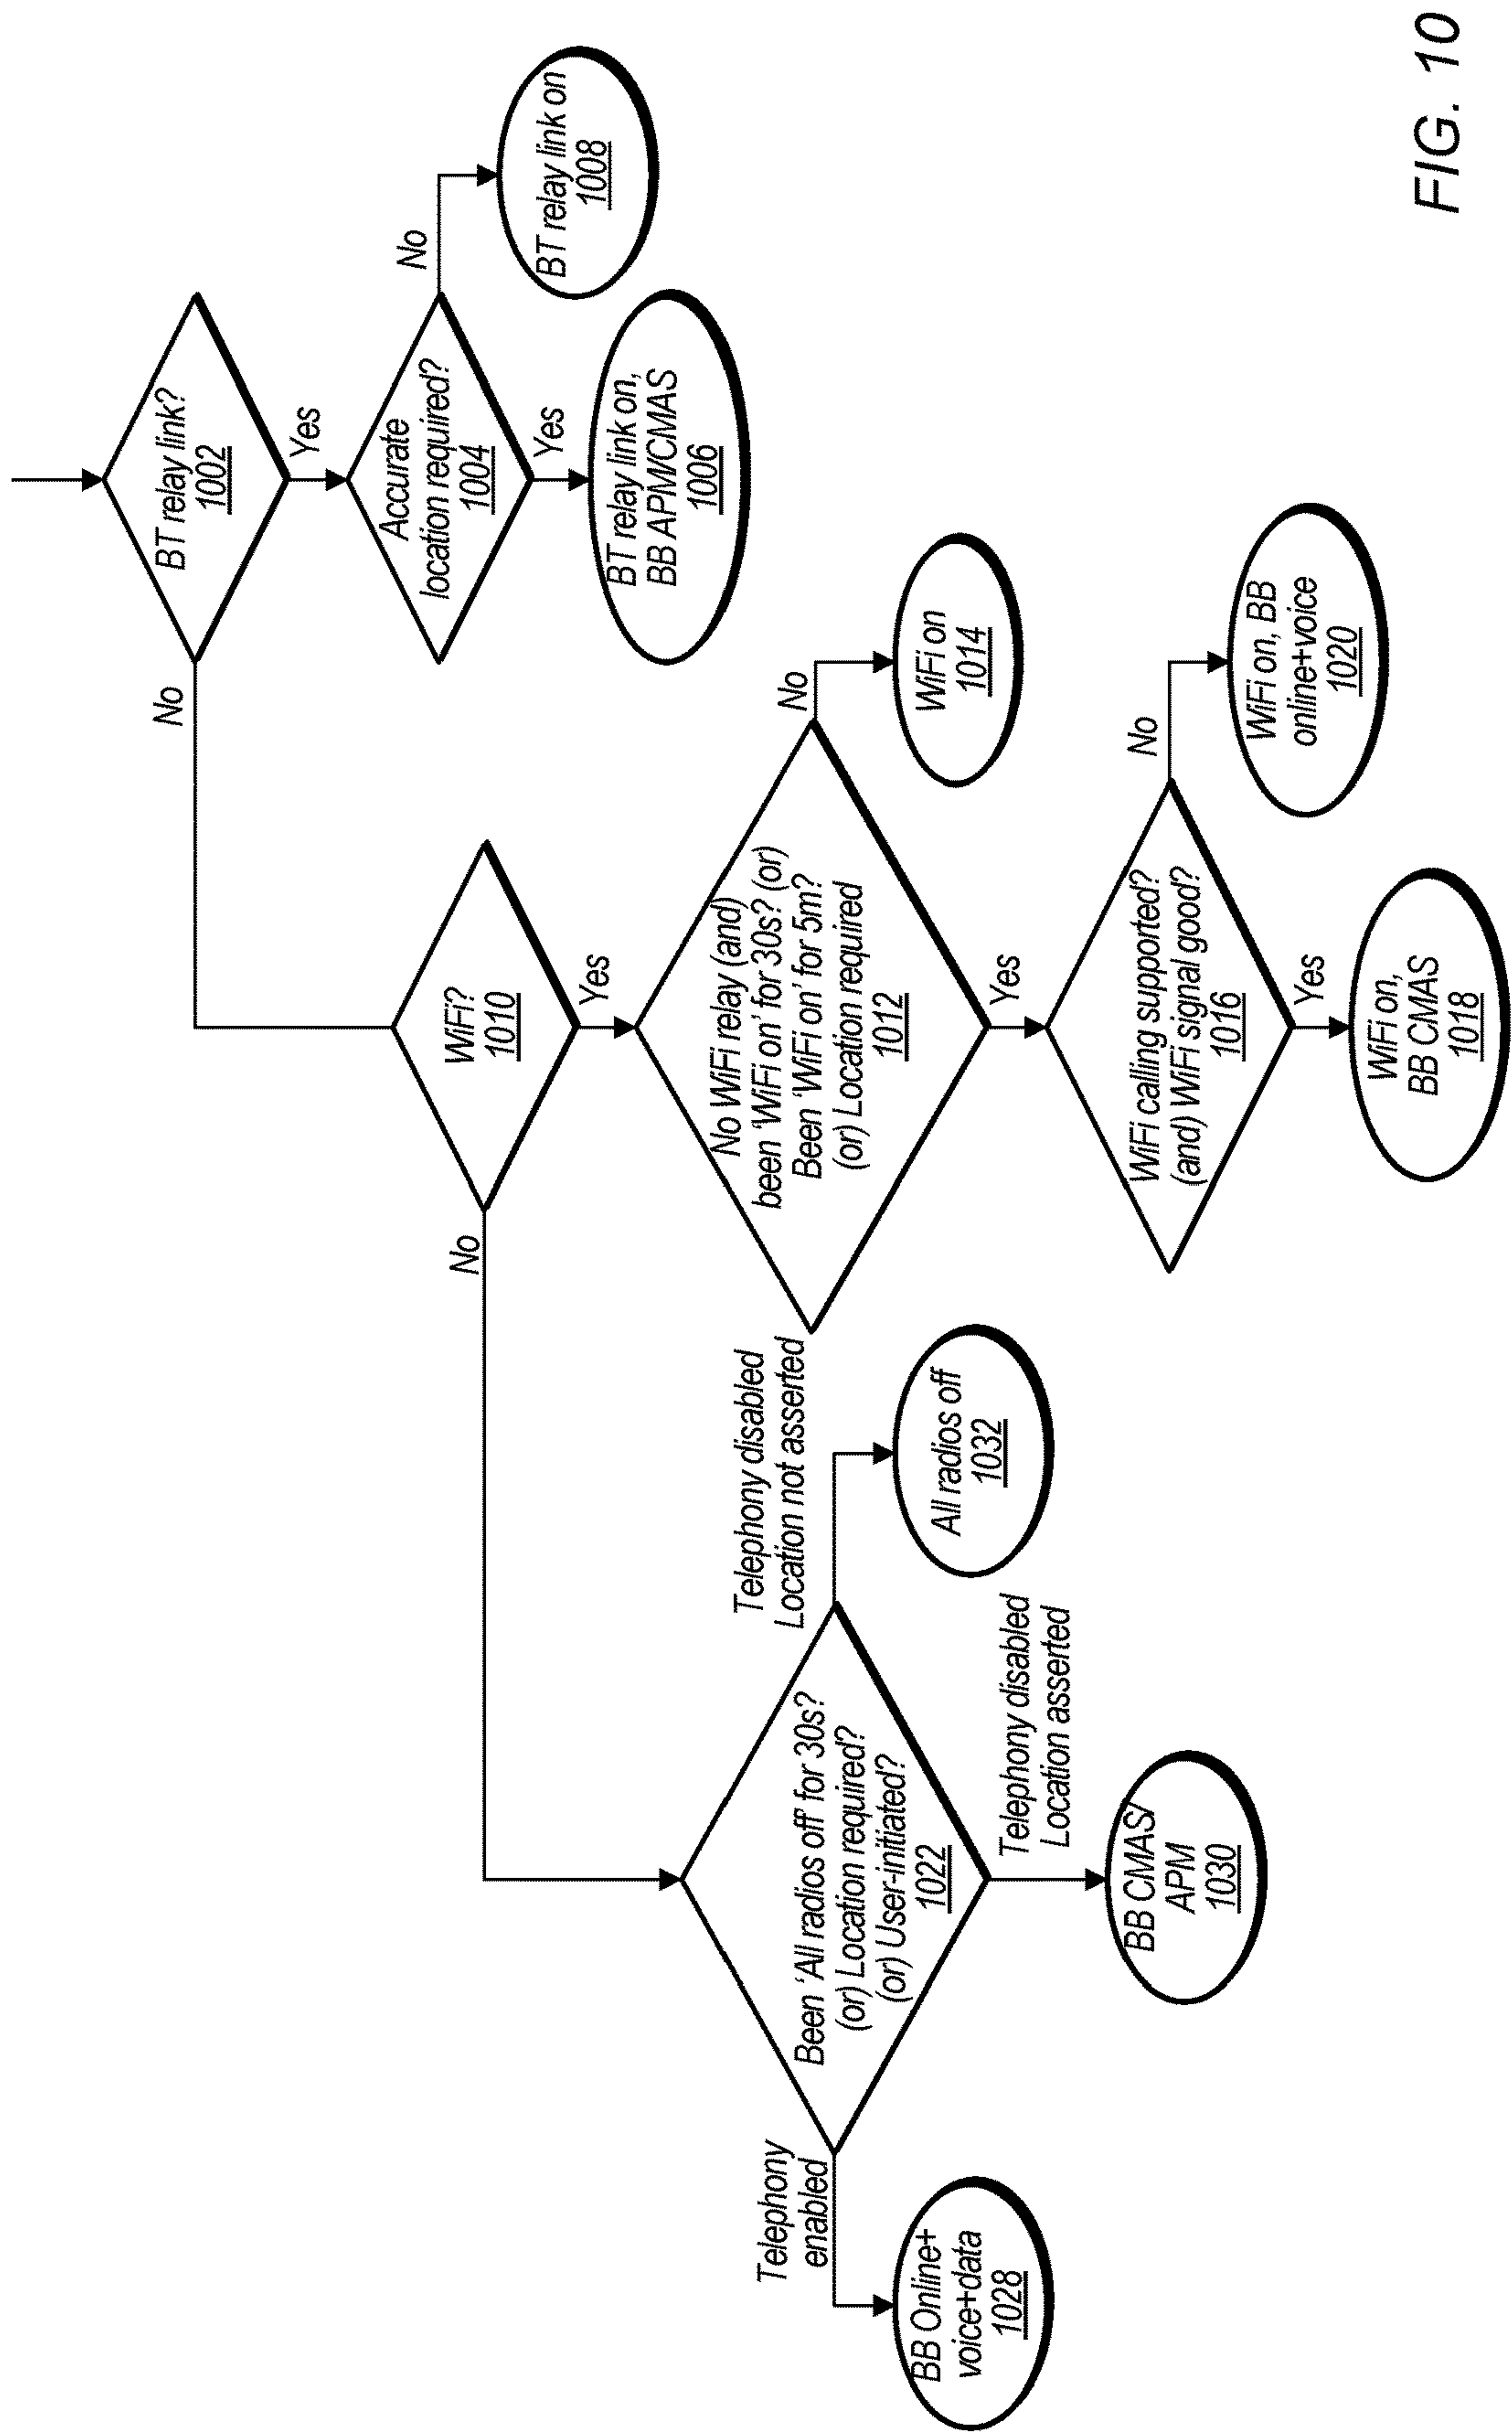 BT relay link?
1002
No
Yes
Accurate
location required?
1004
No
Yes
BT relay link on
1008
BT relay link on,
BB APM/CMAS
1006
WiFi?
1010
No
Yes
No WiFi relay (and)
been ‘WiFi on’ for 30s? (or)
Been ‘WiFi on’ for 5m?
(or) Location required
1012
No
Yes
WiFi on
1014
WiFi calling supported?
(and) WiFi signal good?
1016
No
Yes
WiFi on, BB
online+voice
1020
WiFi on,
BB CMAS
1018
Been ‘All radios off’ for 30s?
(or) Location required?
(or) User-initiated?
1022
Telephony
enabled
Telephony disabled
Location not asserted
Telephony disabled
Location asserted
BB Online+
voice+data
1028
BB CMAS/
APM
1030
All radios off
1032
FIG. 10